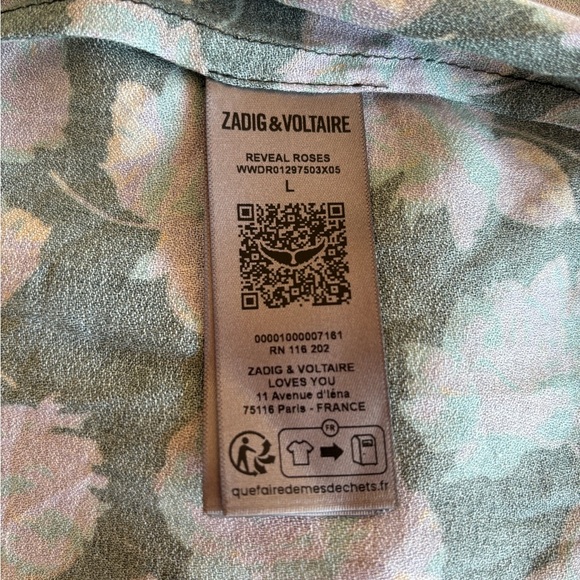 ZADIG&VOLTAIRE
REVEAL ROSES
WWDR01297503X05
L
00001000007161
RN 116 202
ZADIG & VOLTAIRE
LOVES YOU
11 Avenue d'Iéna
75116 Paris - FRANCE
FR
quefairedemesdechets.fr